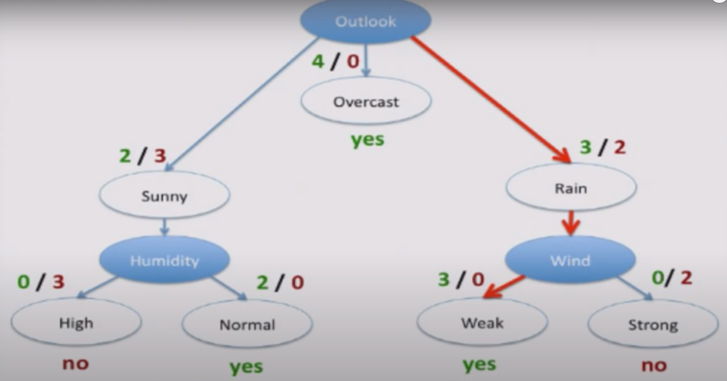 Outlook
4 / 0
Overcast
yes
2 / 3
Sunny
3 / 2
Rain
Humidity
Wind
0 / 3
2 / 0
3 / 0
0/ 2
High
Normal
Weak
Strong
no
yes
yes
no